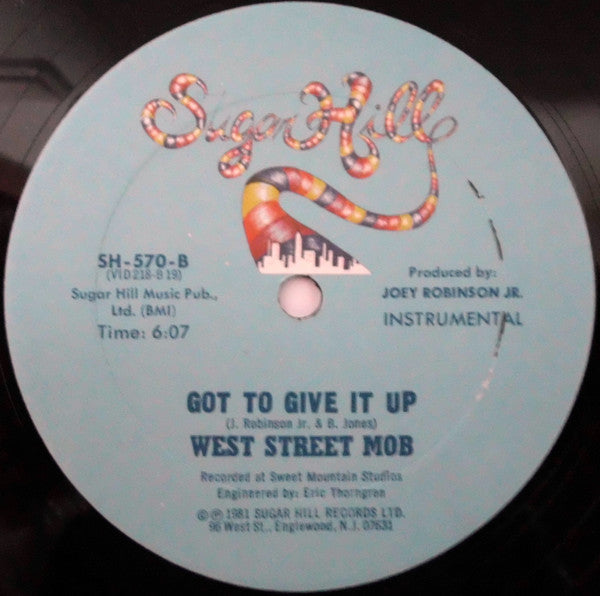 Sugar Hill
SH-570-B
(VID 218-B 19)
Sugar Hill Music Pub.,
Ltd. (BMI)
Time: 6:07
Produced by:
JOEY ROBINSON JR.
INSTRUMENTAL
GOT TO GIVE IT UP
(J. Robinson Jr. & B. Jones)
WEST STREET MOB
Recorded at Sweet Mountain Studios
Engineered by: Eric Thorngren
© ℗ 1981 SUGAR HILL RECORDS LTD.
96 West St., Englewood, N.J. 07631